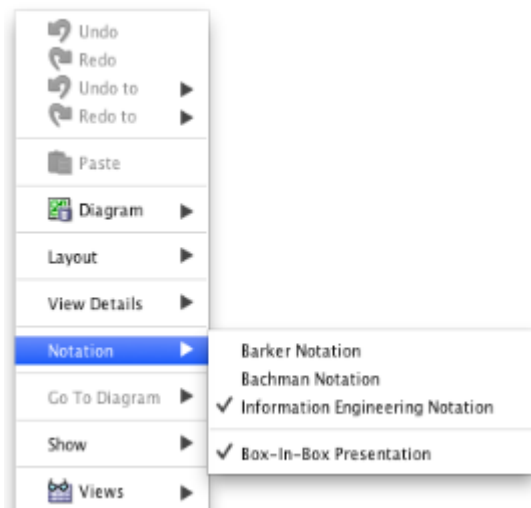 Undo
Redo
Undo to
Redo to
Paste
Diagram
Layout
View Details
Notation
Go To Diagram
Show
Views
Barker Notation
Bachman Notation
Information Engineering Notation
Box-In-Box Presentation